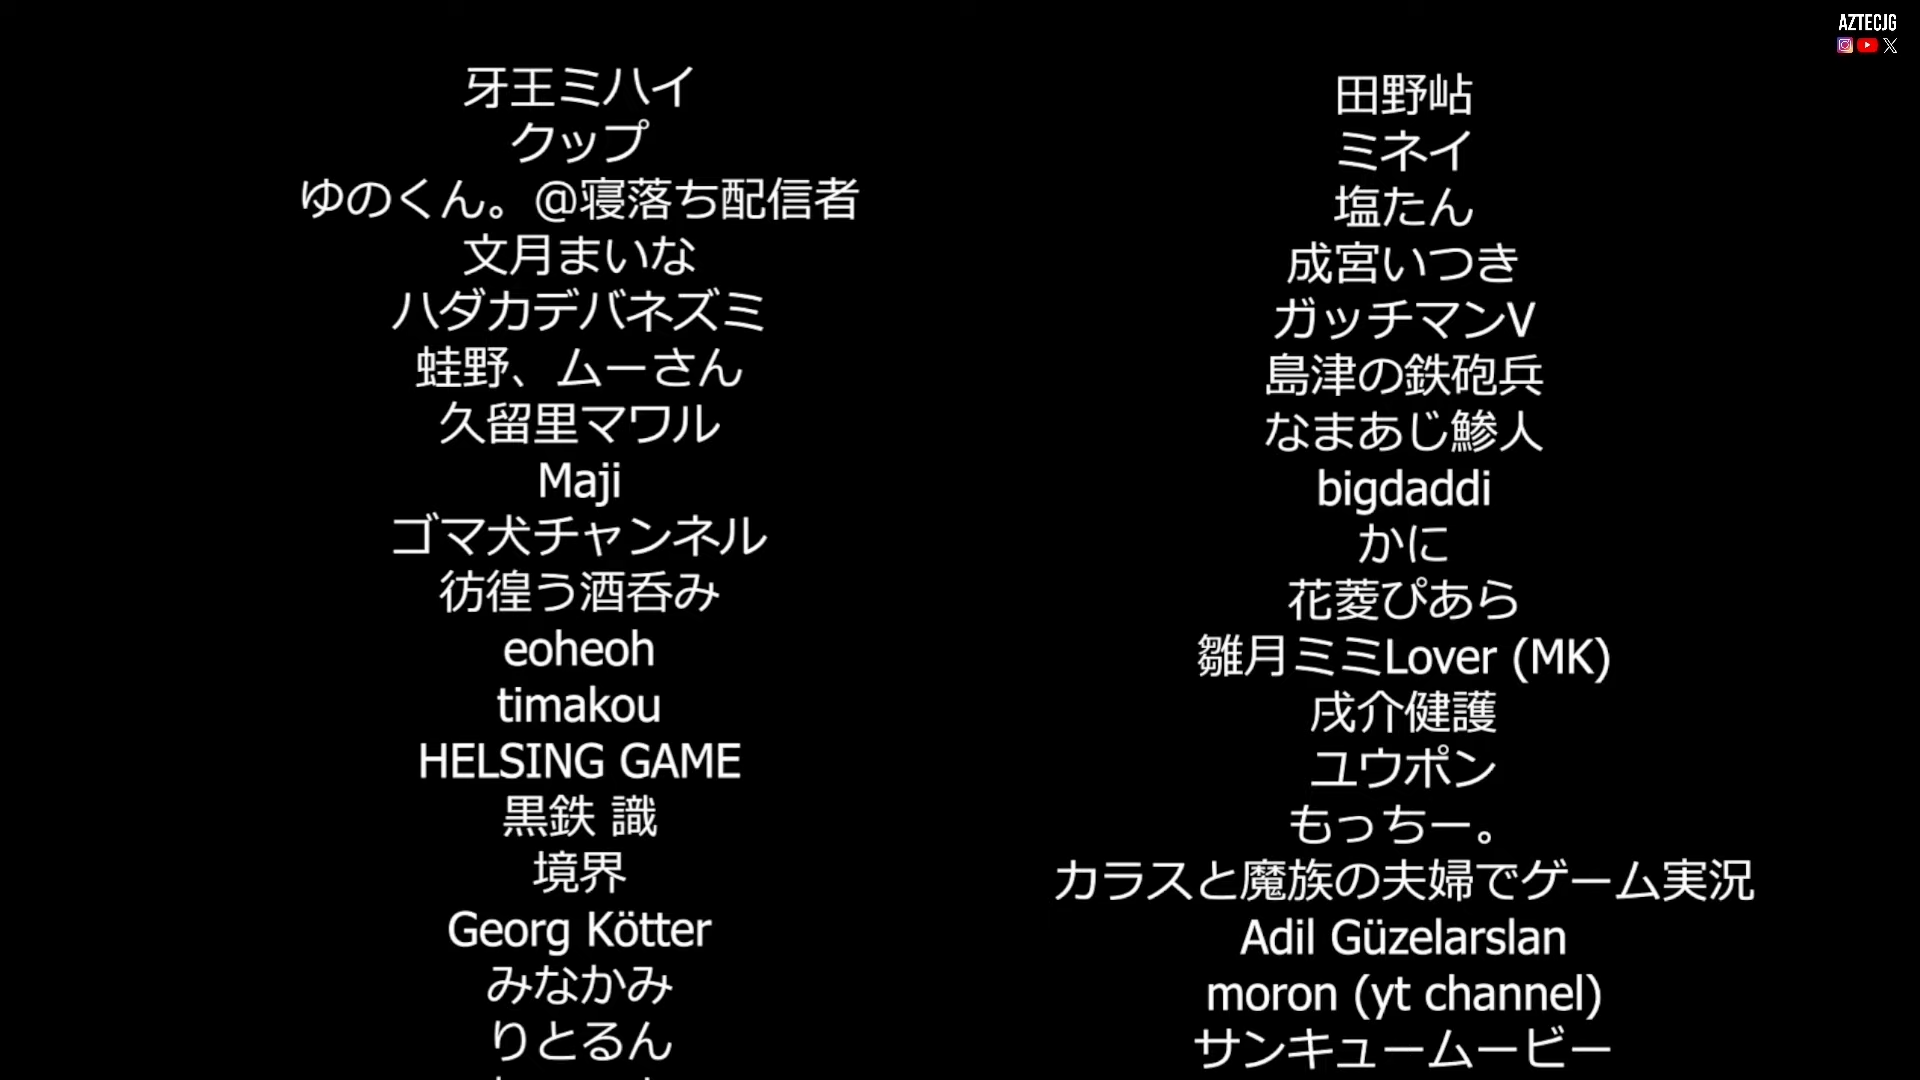 AZTECJG
牙王ミハイ
クップ
ゆのくん。@寝落ち配信者
文月まいな
ハダカデバネズミ
蛙野、ムーさん
久留里マワル
Maji
ゴマ犬チャンネル
彷徨う酒呑み
eoheoh
timakou
HELSING GAME
黒鉄 識
境界
Georg Kötter
みなかみ
りとるん
田野岾
ミネイ
塩たん
成宮いつき
ガッチマンV
島津の鉄砲兵
なまあじ鯵人
bigdaddi
かに
花菱ぴあら
雛月ミミLover (MK)
戌介健護
ユウポン
もっちー。
カラスと魔族の夫婦でゲーム実況
Adil Güzelarslan
moron (yt channel)
サンキュームービー